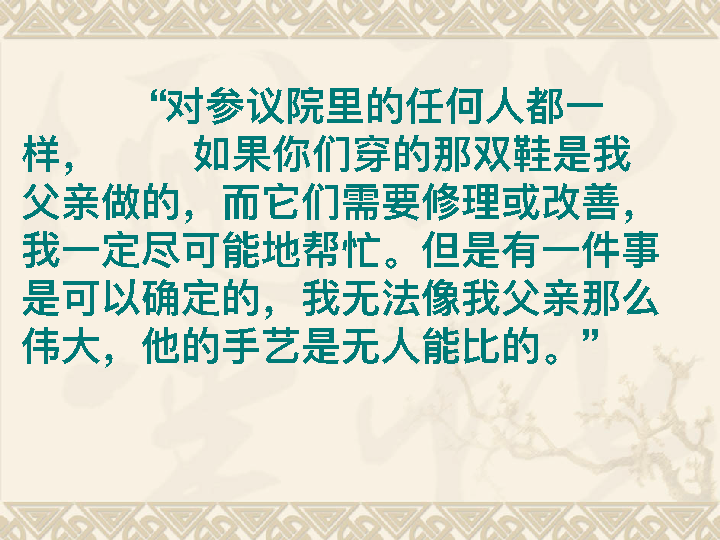 “对参议院里的任何人都一
样， 如果你们穿的那双鞋是我
父亲做的，而它们需要修理或改善，
我一定尽可能地帮忙。但是有一件事
是可以确定的，我无法像我父亲那么
伟大，他的手艺是无人能比的。”